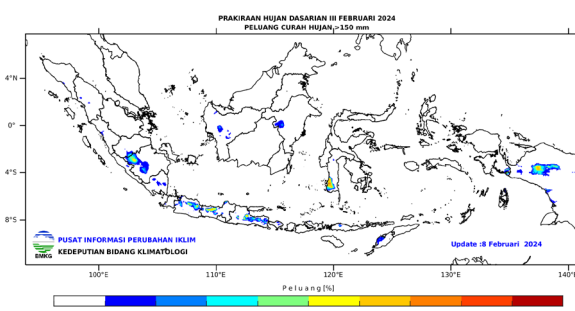 PRAKIRAAN HUJAN DASARIAN III FEBRUARI 2024
PELUANG CURAH HUJAN >150 mm
4°N
0°
4°S
8°S
PUSAT INFORMASI PERUBAHAN IKLIM
KEDEPUTIAN BIDANG KLIMATOLOGI
BMKG
Update :8 Februari 2024
100°E 110°E 120°E 130°E 140°E
Peluang [%]